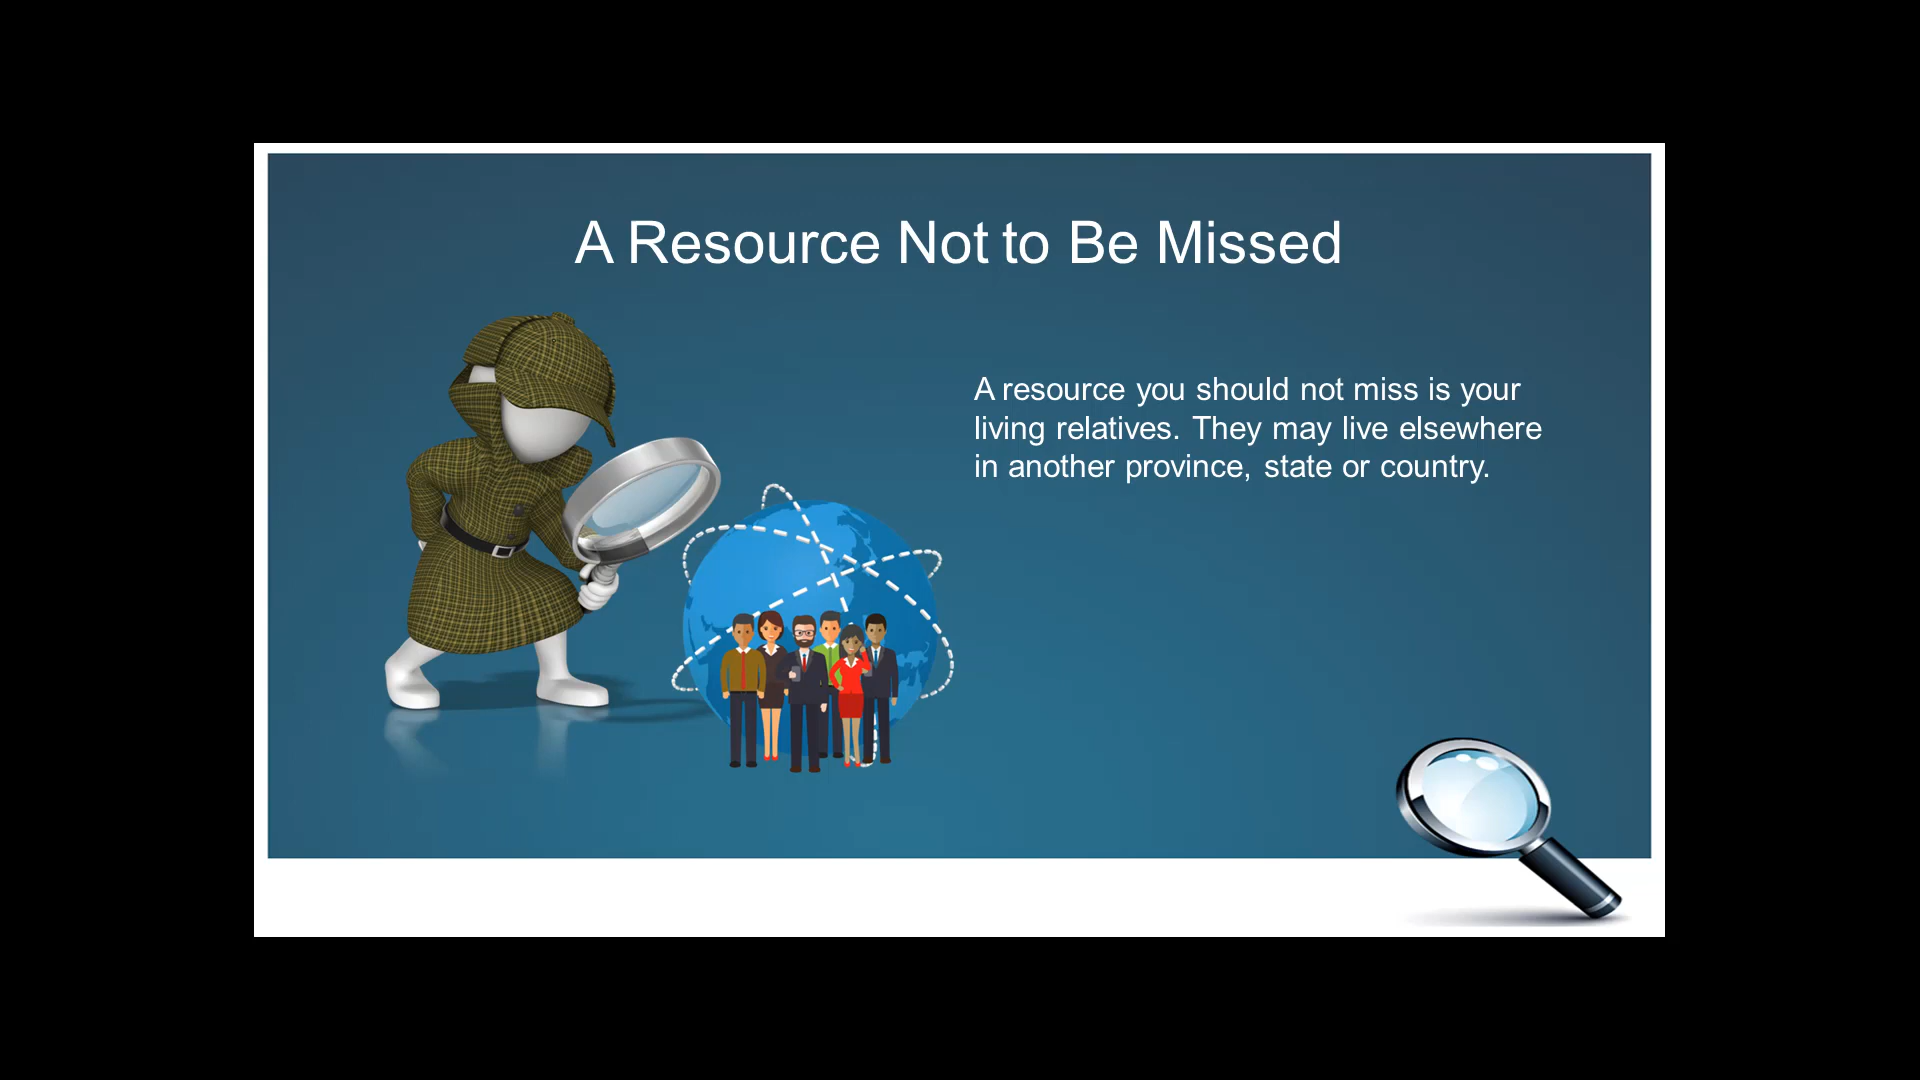 A Resource Not to Be Missed
A resource you should not miss is your
living relatives. They may live elsewhere
in another province, state or country.